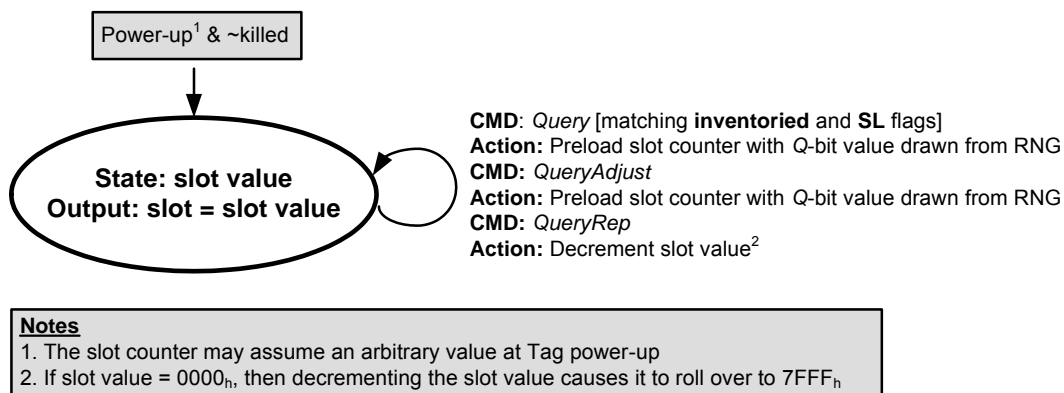 Power-up¹ & ~killed
State: slot value
Output: slot = slot value
CMD: Query [matching inventoried and SL flags]
Action: Preload slot counter with Q-bit value drawn from RNG
CMD: QueryAdjust
Action: Preload slot counter with Q-bit value drawn from RNG
CMD: QueryRep
Action: Decrement slot value²
Notes
1. The slot counter may assume an arbitrary value at Tag power-up
2. If slot value = 0000ₕ, then decrementing the slot value causes it to roll over to 7FFFₕ